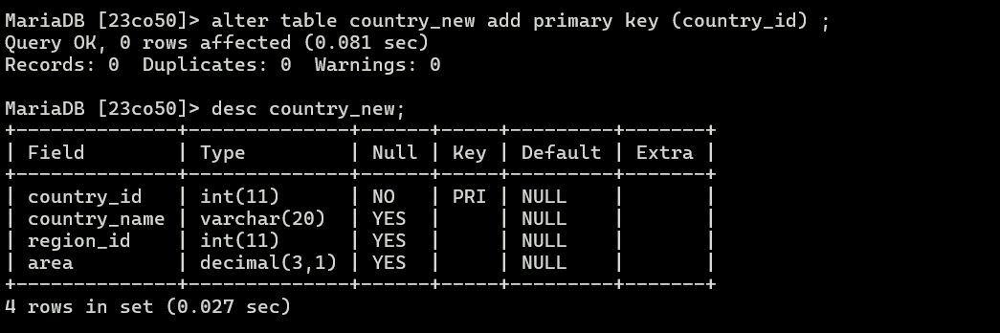 MariaDB [23co50]> alter table country_new add primary key (country_id) ;
Query OK, 0 rows affected (0.081 sec)
Records: 0  Duplicates: 0  Warnings: 0

MariaDB [23co50]> desc country_new;
+--------------+--------------+------+-----+---------+-------+
| Field        | Type         | Null | Key | Default | Extra |
+--------------+--------------+------+-----+---------+-------+
| country_id   | int(11)      | NO   | PRI | NULL    |       |
| country_name | varchar(20)  | YES  |     | NULL    |       |
| region_id    | int(11)      | YES  |     | NULL    |       |
| area         | decimal(3,1) | YES  |     | NULL    |       |
+--------------+--------------+------+-----+---------+-------+
4 rows in set (0.027 sec)